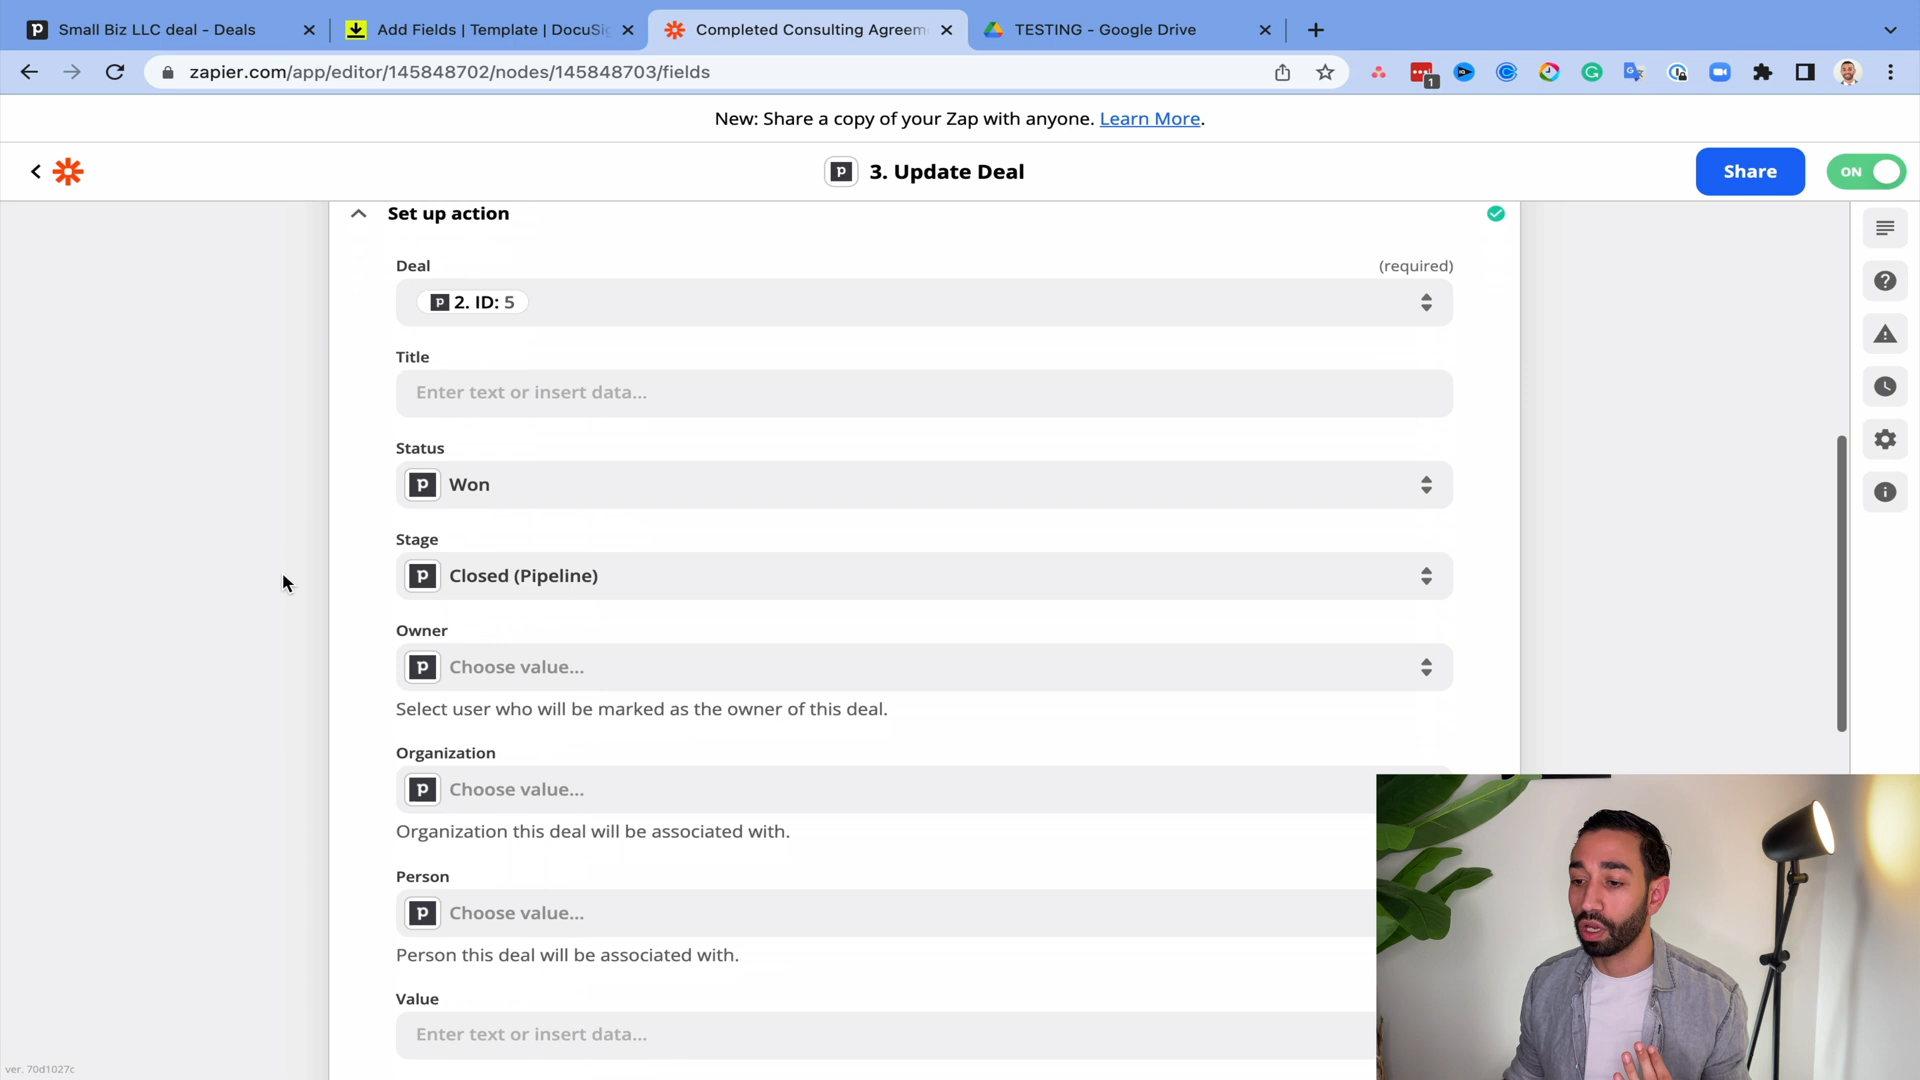 Small Biz LLC deal - Deals
Add Fields | Template | DocuSig
Completed Consulting Agreem
TESTING - Google Drive
zapier.com/app/editor/145848702/nodes/145848703/fields
1
New: Share a copy of your Zap with anyone. Learn More.
3. Update Deal
Share
ON
Set up action
Deal
(required)
2. ID: 5
Title
Enter text or insert data...
Status
Won
Stage
Closed (Pipeline)
Owner
Choose value...
Select user who will be marked as the owner of this deal.
Organization
Choose value...
Organization this deal will be associated with.
Person
Choose value...
Person this deal will be associated with.
Value
Enter text or insert data...
ver. 70d1027c